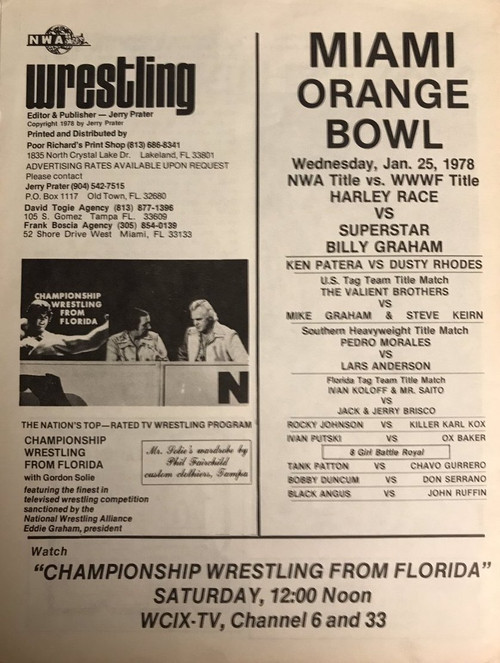 NWA
wrestling
Editor & Publisher — Jerry Prater
Copyright 1978 by Jerry Prater
Printed and Distributed by
Poor Richard's Print Shop (813) 686-8341
1835 North Crystal Lake Dr. Lakeland, FL 33801
ADVERTISING RATES AVAILABLE UPON REQUEST
Please contact
Jerry Prater (904) 542-7515
P.O. Box 1117 Old Town, FL 32680
David Togie Agency (813) 877-1396
105 S. Gomez Tampa FL. 33609
Frank Boscia Agency (305) 854-0139
52 Shore Drive West Miami, FL 33133
CHAMPIONSHIP
WRESTLING
FROM
FLORIDA
N
THE NATION'S TOP—RATED TV WRESTLING PROGRAM
CHAMPIONSHIP
WRESTLING
FROM FLORIDA
with Gordon Solie
featuring the finest in
televised wrestling competition
sanctioned by the
National Wrestling Alliance
Eddie Graham, president
Mr. Solie's wardrobe by
Phil Fairchild
custom clothiers, Tampa
MIAMI
ORANGE
BOWL
Wednesday, Jan. 25, 1978
NWA Title vs. WWWF Title
HARLEY RACE
VS
SUPERSTAR
BILLY GRAHAM
KEN PATERA VS DUSTY RHODES
U.S. Tag Team Title Match
THE VALIENT BROTHERS
VS
MIKE GRAHAM & STEVE KEIRN
Southern Heavyweight Title Match
PEDRO MORALES
VS
LARS ANDERSON
Florida Tag Team Title Match
IVAN KOLOFF & MR. SAITO
VS
JACK & JERRY BRISCO
ROCKY JOHNSON VS KILLER KARL KOX
IVAN PUTSKI VS OX BAKER
8 Girl Battle Royal
TANK PATTON VS CHAVO GURRERO
BOBBY DUNCUM VS DON SERRANO
BLACK ANGUS VS JOHN RUFFIN
Watch
"CHAMPIONSHIP WRESTLING FROM FLORIDA"
SATURDAY, 12:00 Noon
WCIX-TV, Channel 6 and 33